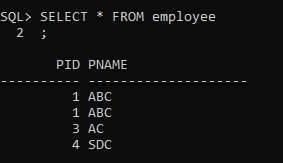 SQL> SELECT * FROM employee
  2  ;

       PID PNAME
---------- --------------------
         1 ABC
         1 ABC
         3 AC
         4 SDC